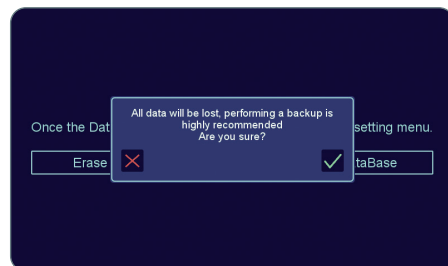 All data will be lost, performing a backup is
highly recommended
Are you sure?
Once the Dat setting menu.
Erase taBase